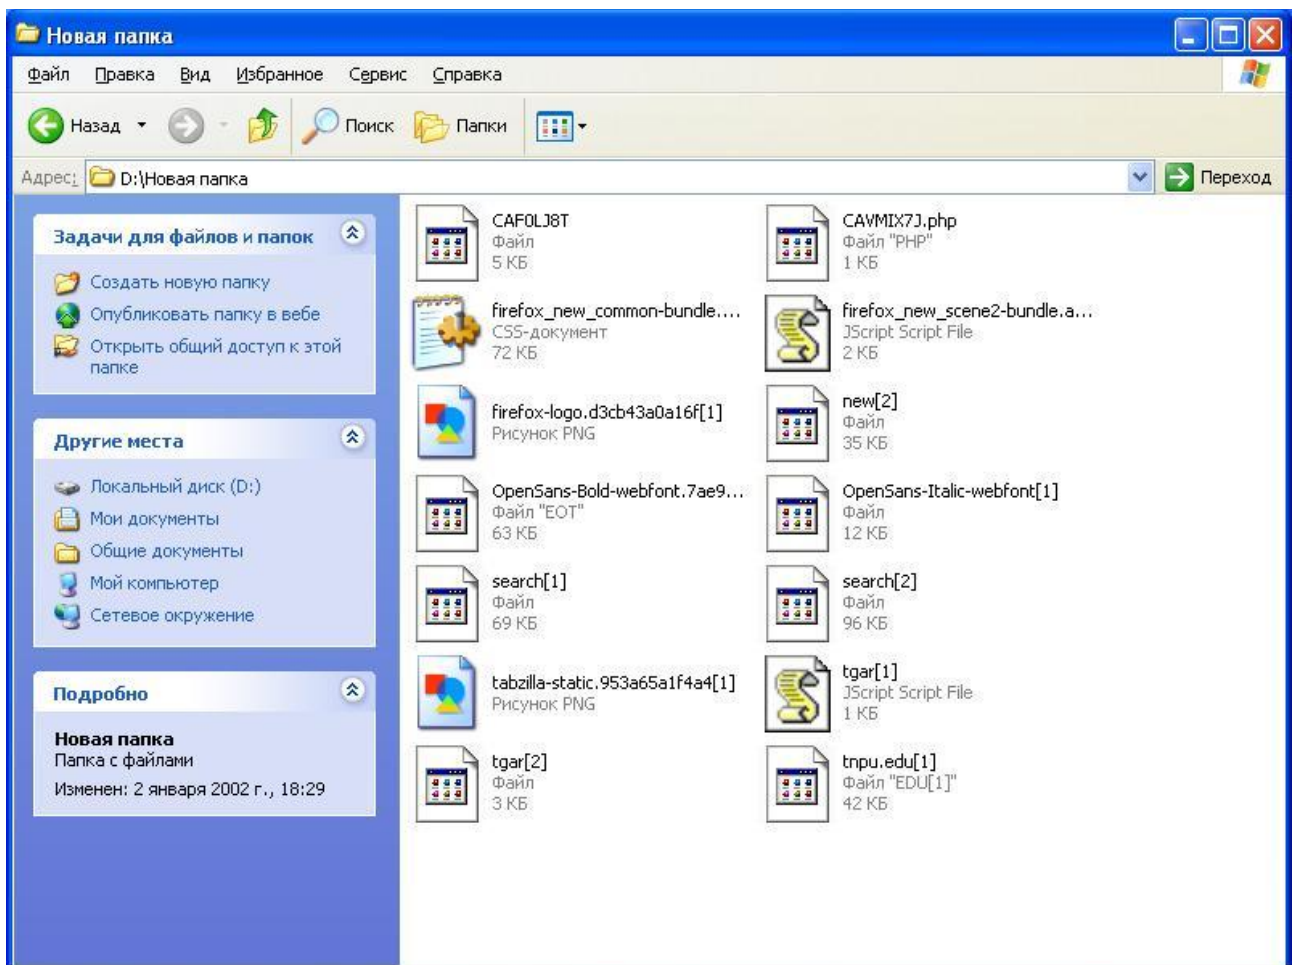 Новая папка
Файл Правка Вид Избранное Сервис Справка
Назад Поиск Папки
Адрес: D:\Новая папка Переход
Задачи для файлов и папок
Создать новую папку
Опубликовать папку в вебе
Открыть общий доступ к этой
папке
Другие места
Локальный диск (D:)
Мои документы
Общие документы
Мой компьютер
Сетевое окружение
Подробно
Новая папка
Папка с файлами
Изменен: 2 января 2002 г., 18:29
CAF0LJ8T
Файл
5 КБ
CAVMIX7J.php
Файл "PHP"
1 КБ
firefox_new_common-bundle....
CSS-документ
72 КБ
firefox_new_scene2-bundle.a...
JScript Script File
2 КБ
firefox-logo.d3cb43a0a16f[1]
Рисунок PNG
new[2]
Файл
35 КБ
OpenSans-Bold-webfont.7ae9...
Файл "EOT"
63 КБ
OpenSans-Italic-webfont[1]
Файл
12 КБ
search[1]
Файл
69 КБ
search[2]
Файл
96 КБ
tabzilla-static.953a65a1f4a4[1]
Рисунок PNG
tgar[1]
JScript Script File
1 КБ
tgar[2]
Файл
3 КБ
tnpu.edu[1]
Файл "EDU[1]"
42 КБ